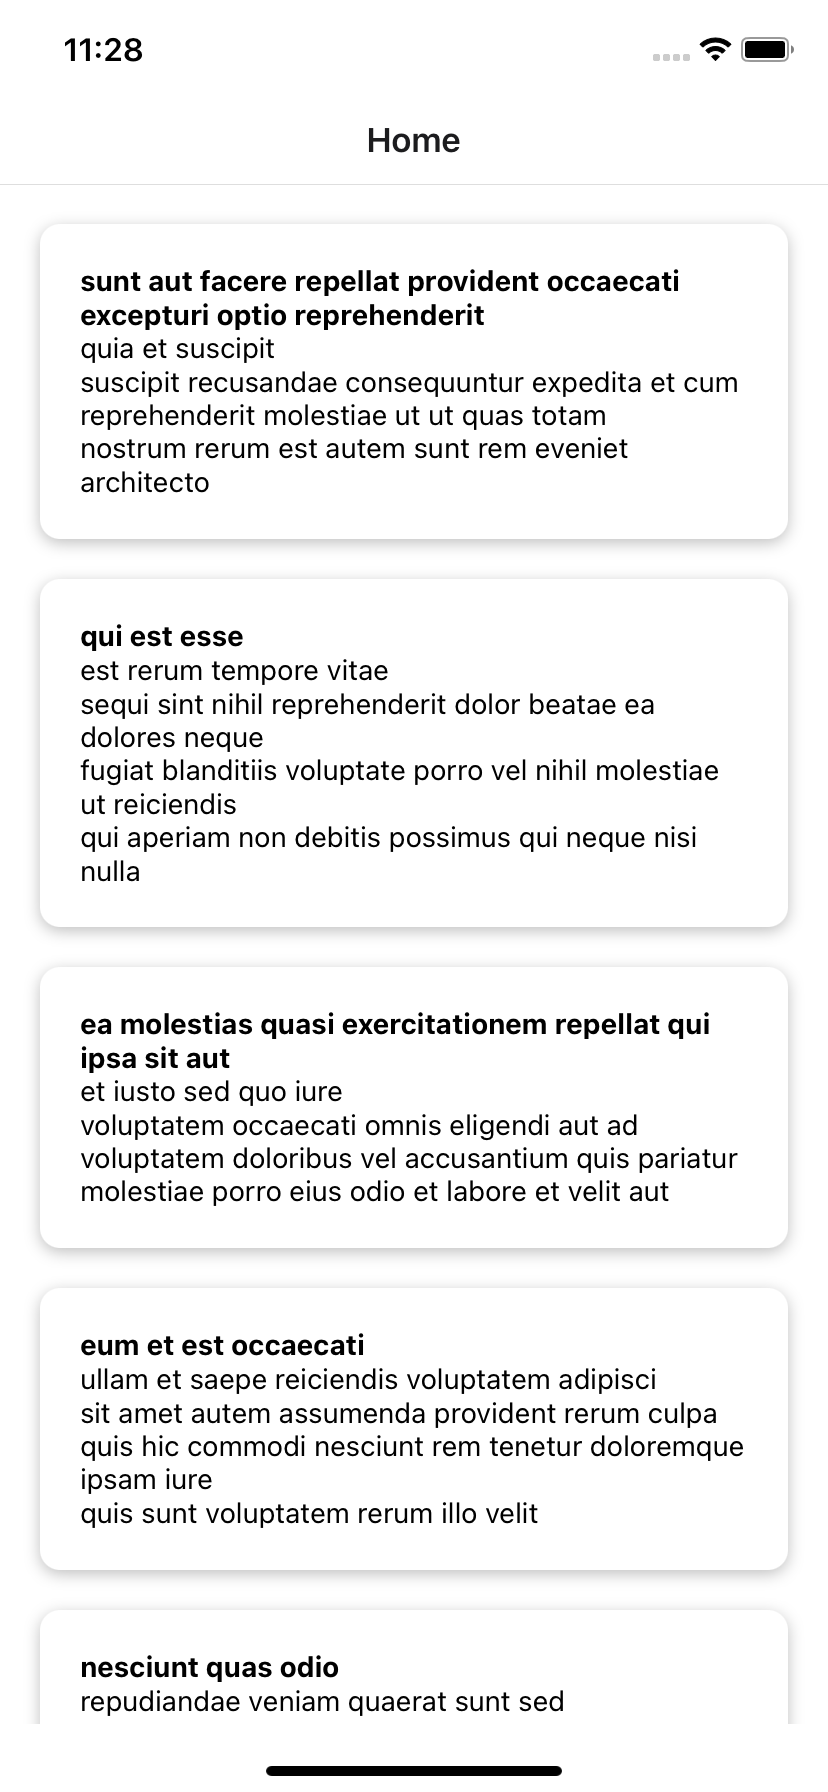 11:28
Home
sunt aut facere repellat provident occaecati
excepturi optio reprehenderit
quia et suscipit
suscipit recusandae consequuntur expedita et cum
reprehenderit molestiae ut ut quas totam
nostrum rerum est autem sunt rem eveniet
architecto
qui est esse
est rerum tempore vitae
sequi sint nihil reprehenderit dolor beatae ea
dolores neque
fugiat blanditiis voluptate porro vel nihil molestiae
ut reiciendis
qui aperiam non debitis possimus qui neque nisi
nulla
ea molestias quasi exercitationem repellat qui
ipsa sit aut
et iusto sed quo iure
voluptatem occaecati omnis eligendi aut ad
voluptatem doloribus vel accusantium quis pariatur
molestiae porro eius odio et labore et velit aut
eum et est occaecati
ullam et saepe reiciendis voluptatem adipisci
sit amet autem assumenda provident rerum culpa
quis hic commodi nesciunt rem tenetur doloremque
ipsam iure
quis sunt voluptatem rerum illo velit
nesciunt quas odio
repudiandae veniam quaerat sunt sed